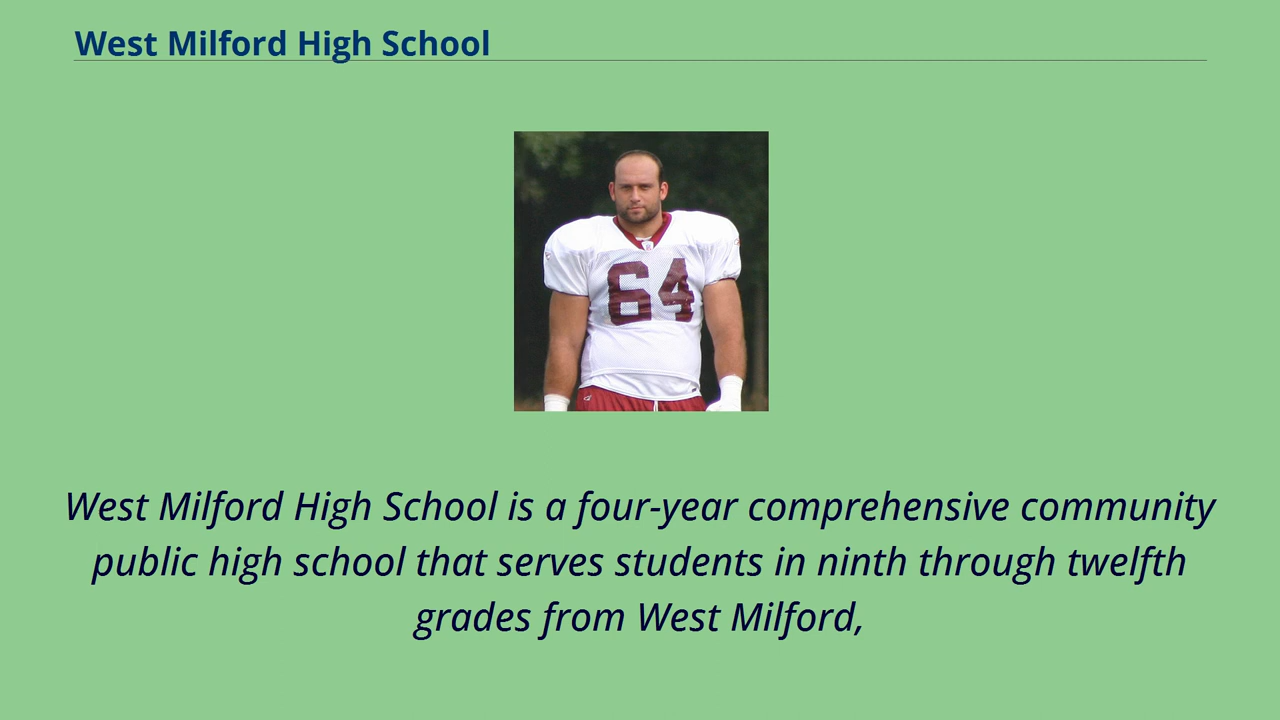 West Milford High School
64
West Milford High School is a four-year comprehensive community
public high school that serves students in ninth through twelfth
grades from West Milford,